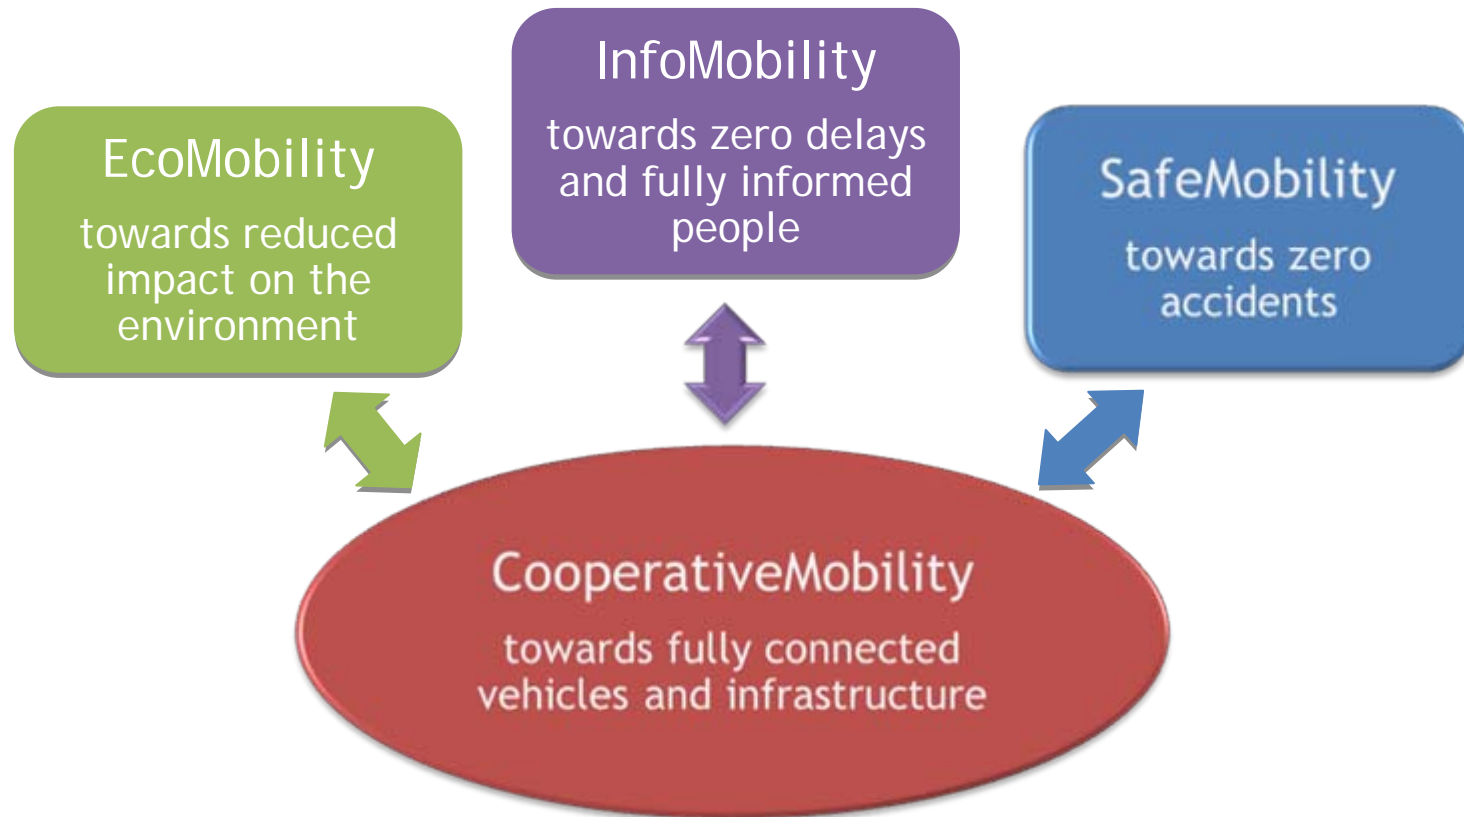 EcoMobility
towards reduced
impact on the
environment
InfoMobility
towards zero delays
and fully informed
people
SafeMobility
towards zero
accidents
CooperativeMobility
towards fully connected
vehicles and infrastructure